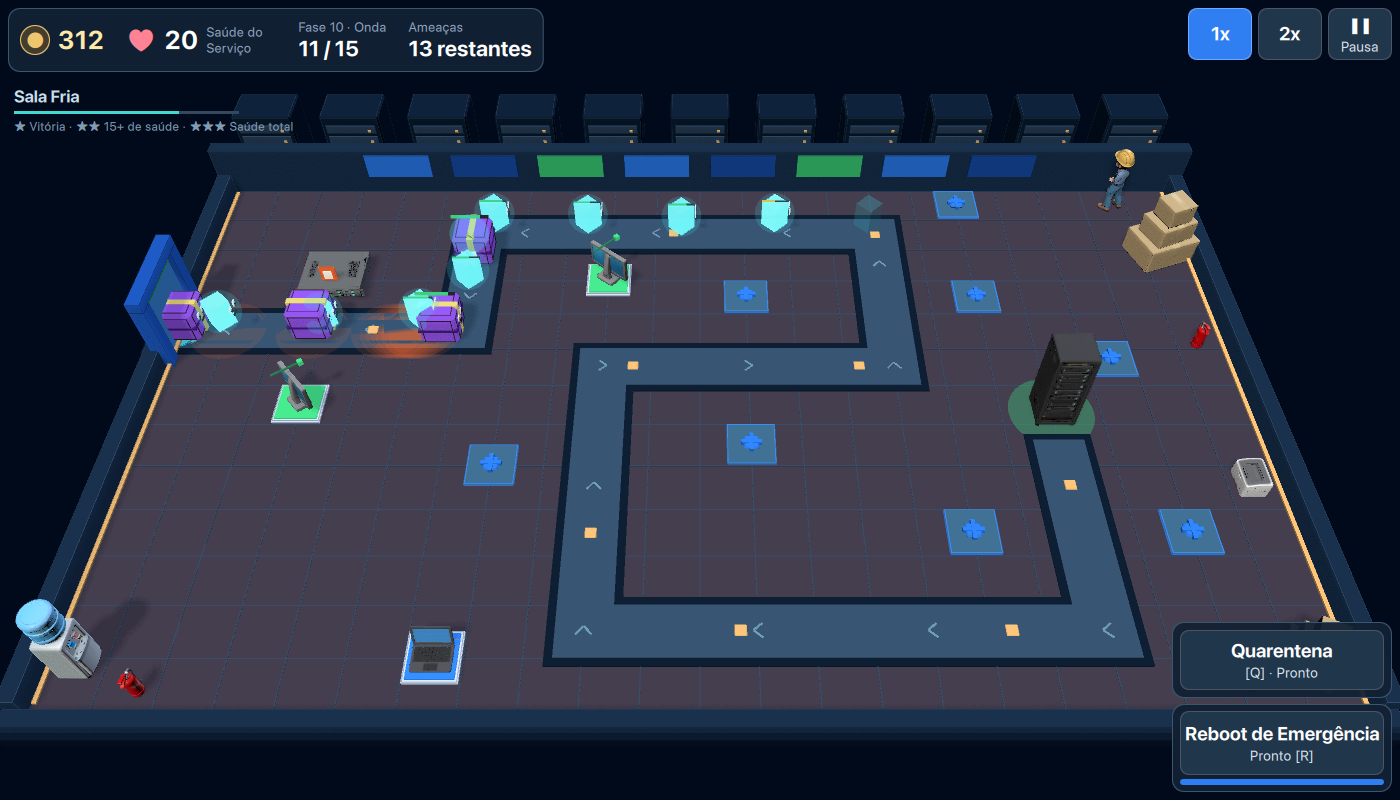 312
20
Saúde do
Serviço
Fase 10 · Onda
11 / 15
Ameaças
13 restantes
1x
2x
Pausa
Sala Fria
★ Vitória · ★★ 15+ de saúde · ★★★ Saúde total
Quarentena
[Q] · Pronto
Reboot de Emergência
Pronto [R]